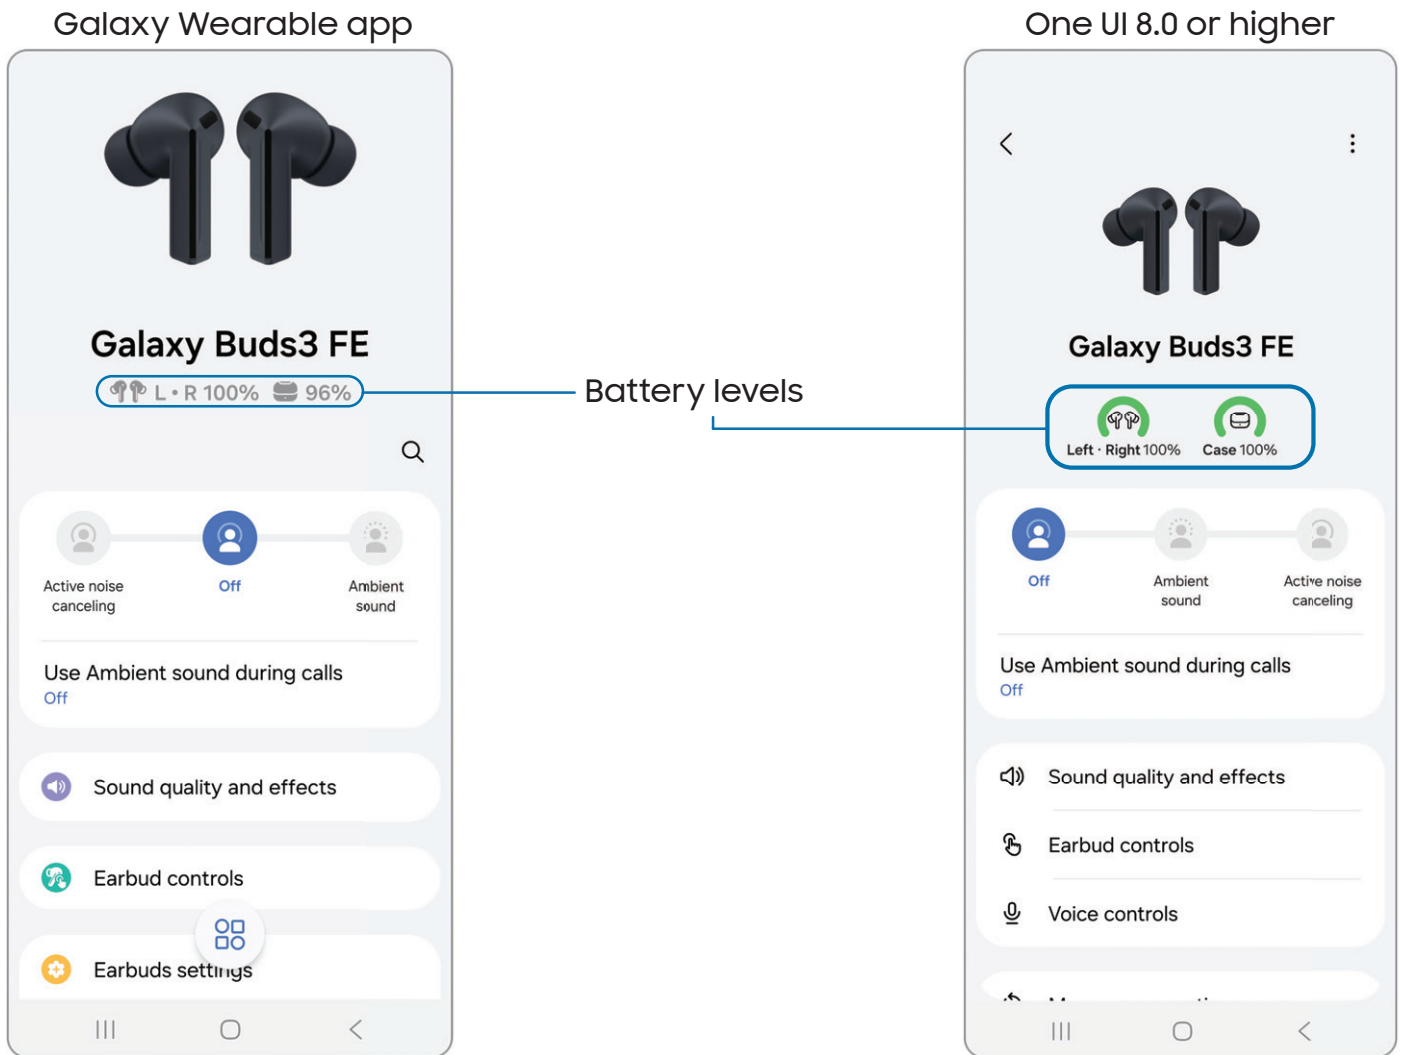 Galaxy Wearable app
Galaxy Buds3 FE
L • R 100% 96%
Active noise canceling
Off
Ambient sound
Use Ambient sound during calls
Off
Sound quality and effects
Earbud controls
Earbuds settings
Battery levels
One UI 8.0 or higher
Galaxy Buds3 FE
Left · Right 100% Case 100%
Off
Ambient sound
Active noise canceling
Use Ambient sound during calls
Off
Sound quality and effects
Earbud controls
Voice controls